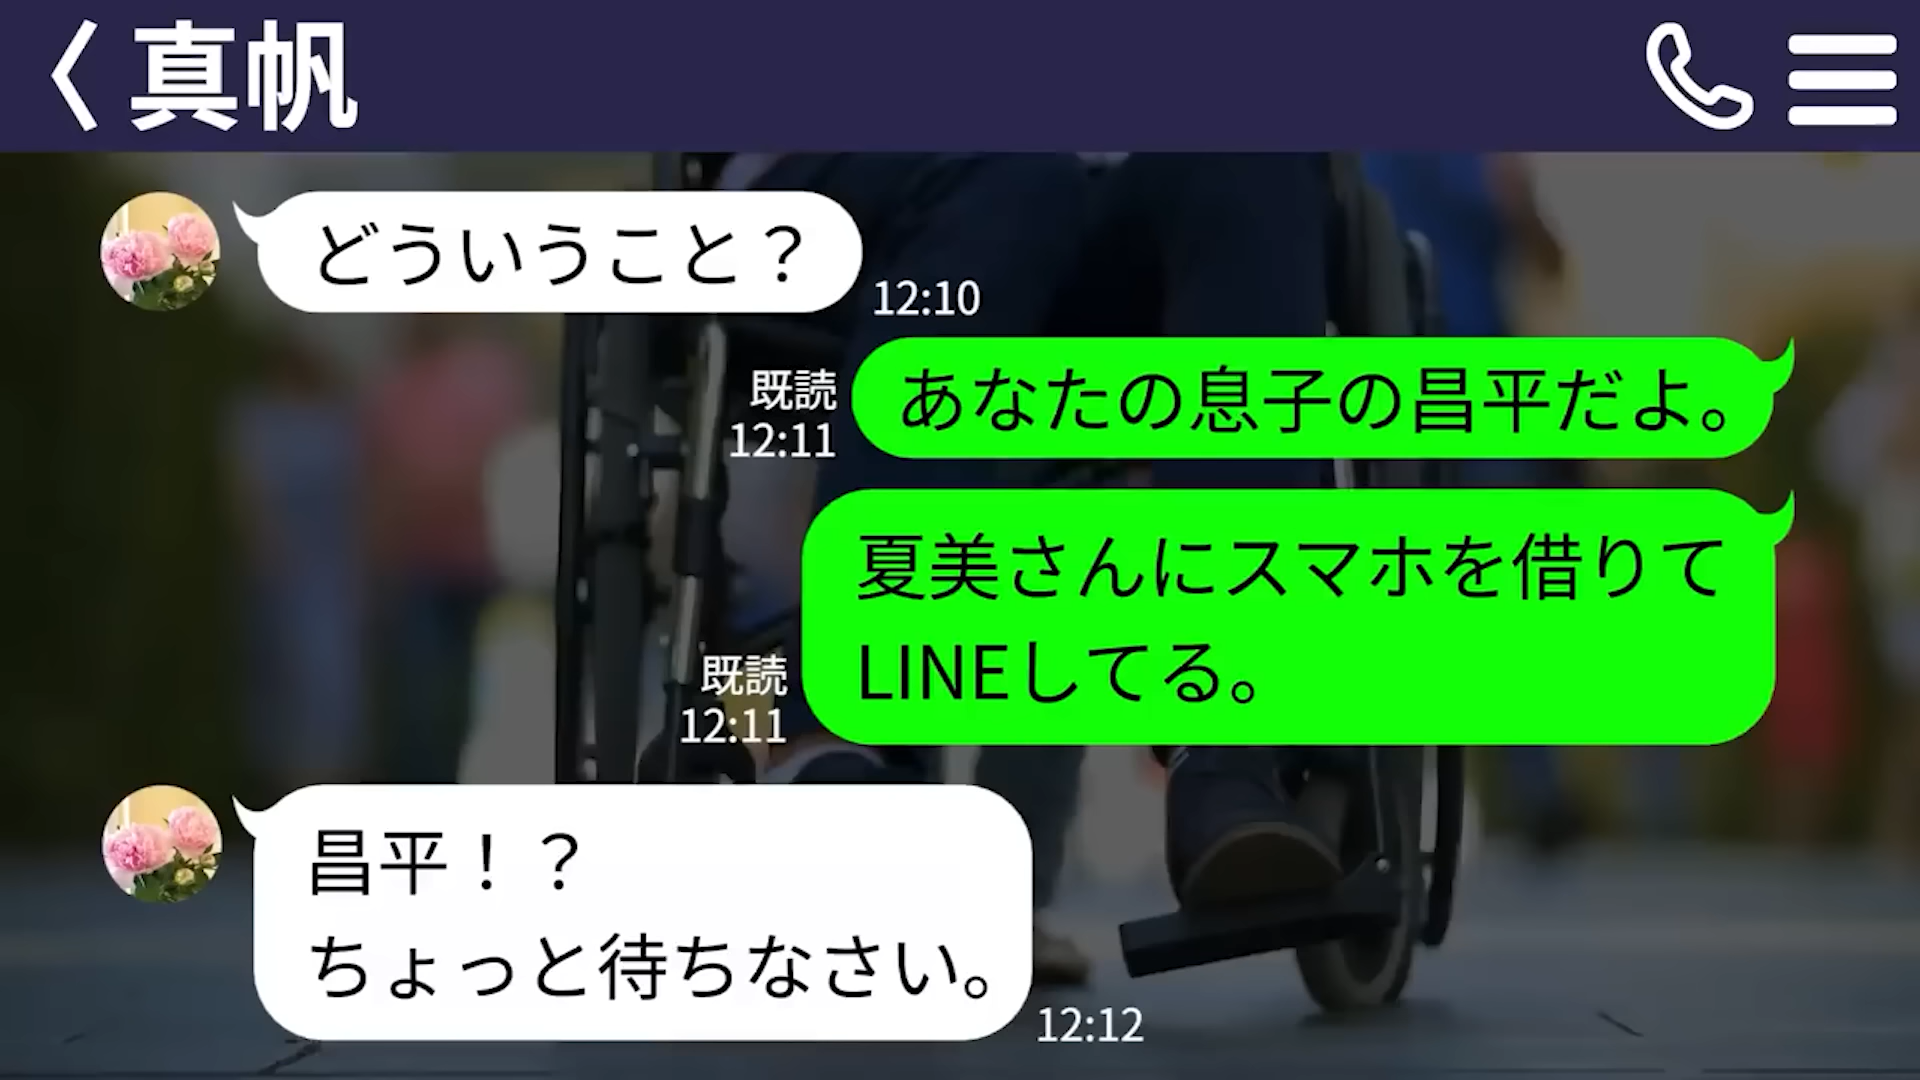 真帆
どういうこと？
12:10
あなたの息子の昌平だよ。
既読
12:11
夏美さんにスマホを借りて
LINEしてる。
既読
12:11
昌平！？
ちょっと待ちなさい。
12:12